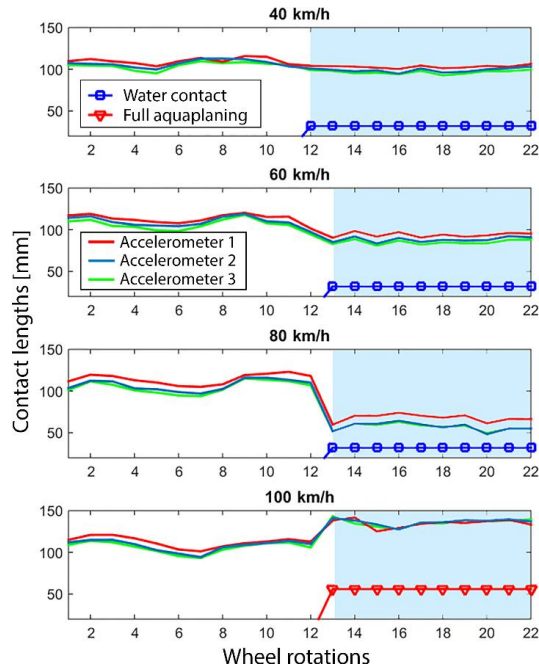 40 km/h
150
100
50
Water contact
Full aquaplaning
2 4 6 8 10 12 14 16 18 20 22
60 km/h
150
100
50
Accelerometer 1
Accelerometer 2
Accelerometer 3
2 4 6 8 10 12 14 16 18 20 22
Contact lengths [mm]
80 km/h
150
100
50
2 4 6 8 10 12 14 16 18 20 22
100 km/h
150
100
50
2 4 6 8 10 12 14 16 18 20 22
Wheel rotations